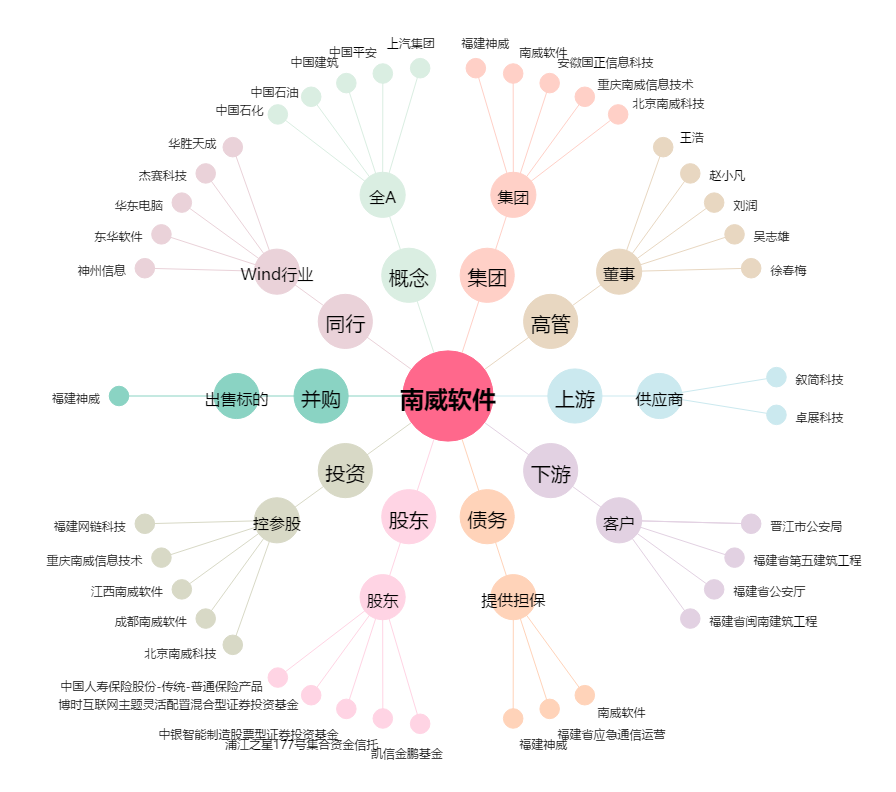 上汽集团
中国平安
中国建筑
中国石油
中国石化
全A
概念
福建神威
南威软件
安徽国正信息科技
重庆南威信息技术
北京南威科技
集团
集团
王浩
赵小凡
刘润
吴志雄
徐春梅
董事
高管
华胜天成
杰赛科技
华东电脑
东华软件
神州信息
Wind行业
同行
福建神威
出售标的
并购
南威软件
上游
供应商
叙简科技
卓展科技
投资
控参股
福建网链科技
重庆南威信息技术
江西南威软件
成都南威软件
北京南威科技
股东
股东
中国人寿保险股份-传统-普通保险产品
博时互联网主题灵活配置混合型证券投资基金
中银智能制造股票型证券投资基金
浦江之星177号集合资金信托
凯信金鹏基金
债务
提供担保
南威软件
福建省应急通信运营
福建神威
下游
客户
晋江市公安局
福建省第五建筑工程
福建省公安厅
福建省闽南建筑工程